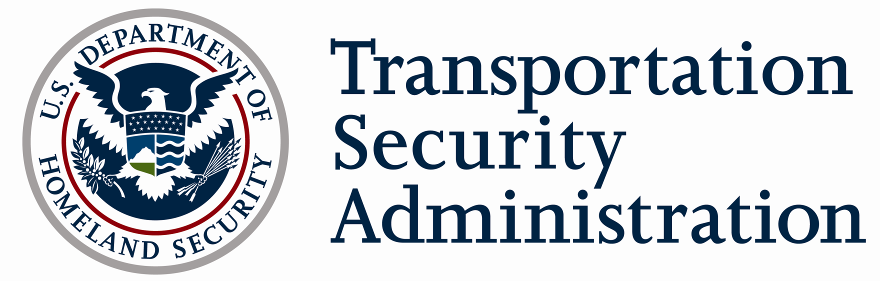 U.S. DEPARTMENT OF
HOMELAND SECURITY
Transportation
Security
Administration